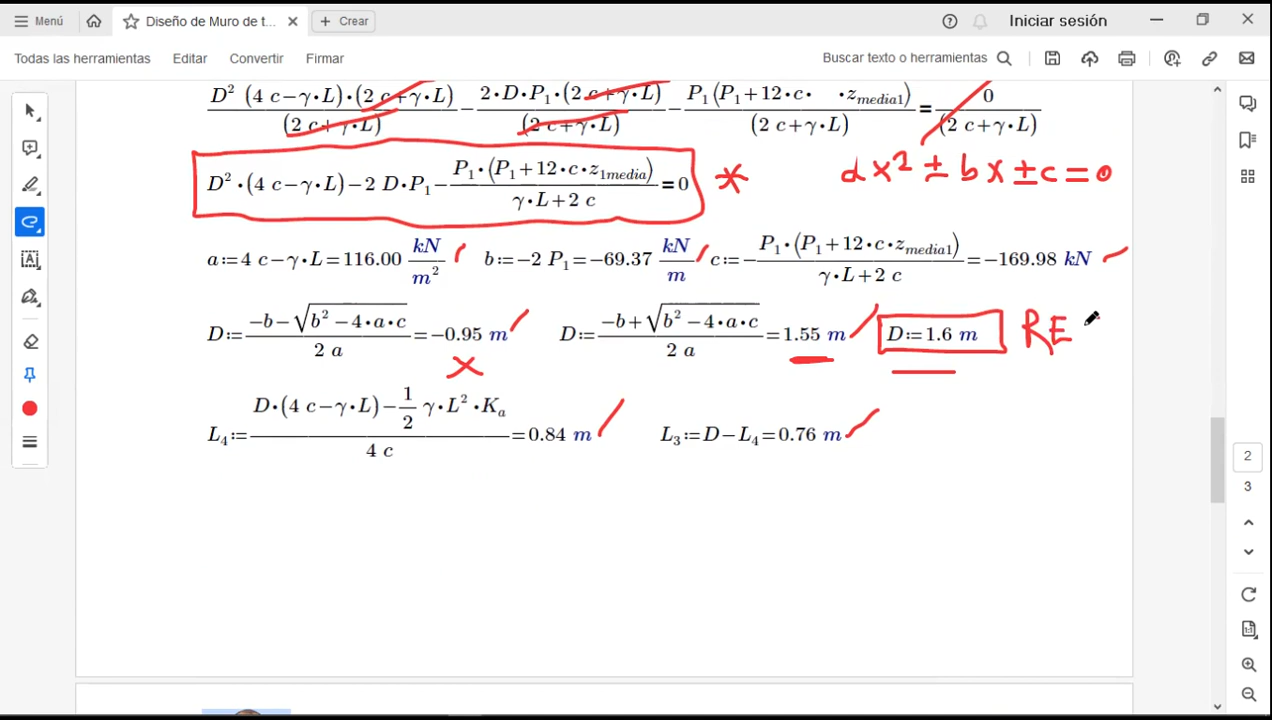 Menú
Diseño de Muro de t...
Crear
Iniciar sesión
Todas las herramientas
Editar
Convertir
Firmar
Buscar texto o herramientas
D² (4 c−γ·L)·(2 c+γ·L)/(2 c+γ·L) − 2·D·P₁·(2 c+γ·L)/(2 c+γ·L) − P₁(P₁+12·c· ·z_media1)/(2 c+γ·L) = 0/(2 c+γ·L)
D²·(4 c−γ·L)−2 D·P₁−P₁·(P₁+12·c·z_1media)/(γ·L+2 c)=0 *
αx² ± bx ± c = 0
a:=4 c−γ·L=116.00 kN/m² b:=−2 P₁=−69.37 kN/m c:=−P₁·(P₁+12·c·z_media1)/(γ·L+2 c)=−169.98 kN
D:=(−b−√(b²−4·a·c))/(2 a)=−0.95 m D:=(−b+√(b²−4·a·c))/(2 a)=1.55 m D:=1.6 m RE
X
L₄:=(D·(4 c−γ·L)−1/2 γ·L²·Kₐ)/(4 c)=0.84 m L₃:=D−L₄=0.76 m
2
3